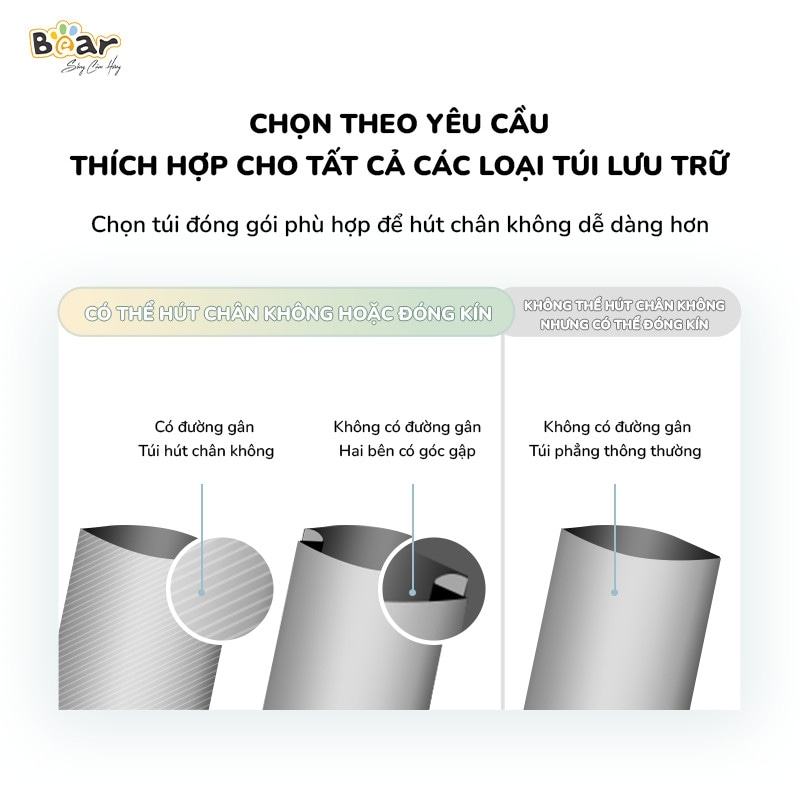 Bear
Sống Cảm Hứng
CHỌN THEO YÊU CẦU
THÍCH HỢP CHO TẤT CẢ CÁC LOẠI TÚI LƯU TRỮ
Chọn túi đóng gói phù hợp để hút chân không dễ dàng hơn
CÓ THỂ HÚT CHÂN KHÔNG HOẶC ĐÓNG KÍN
KHÔNG THỂ HÚT CHÂN KHÔNG
NHƯNG CÓ THỂ ĐÓNG KÍN
Có đường gân
Túi hút chân không
Không có đường gân
Hai bên có góc gập
Không có đường gân
Túi phẳng thông thường